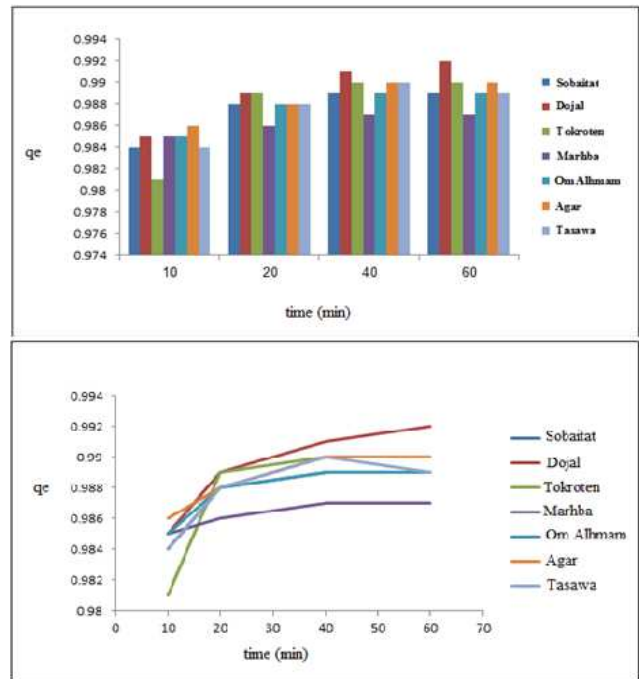 0.994
0.992
0.99
0.988
0.986
0.984
0.982
0.98
0.978
0.976
0.974
qe
10 20 40 60
time (min)
Sobaitat
Dojal
Tokroten
Marhba
Om Alhmam
Agar
Tasawa
0.994
0.992
0.99
0.988
0.986
0.984
0.982
0.98
qe
0 10 20 30 40 50 60 70
time (min)
Sobaitat
Dojal
Tokroten
Marhba
Om Alhmam
Agar
Tasawa